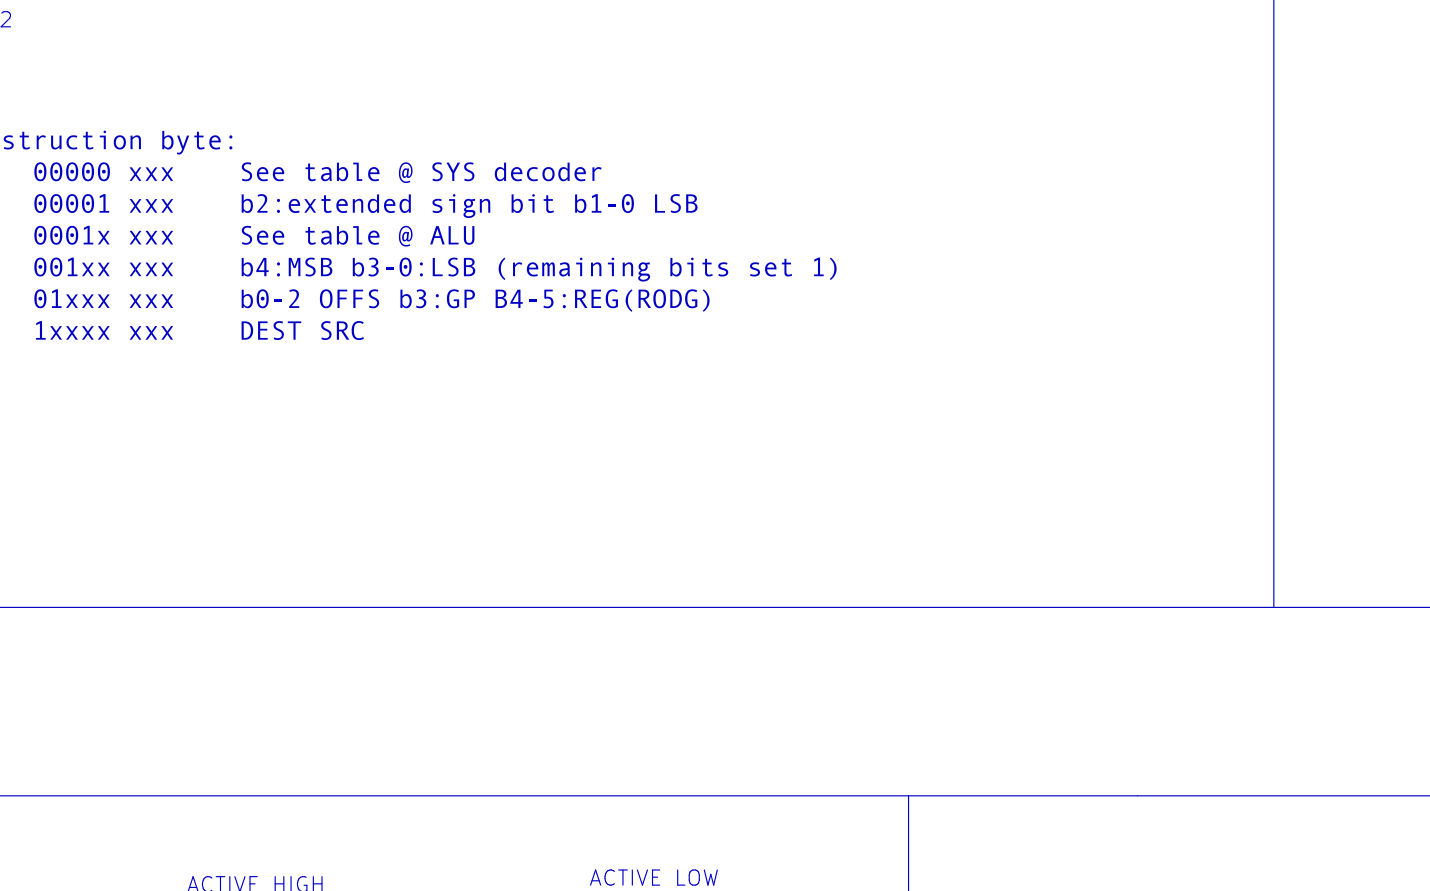 2
struction byte:
00000 xxx See table @ SYS decoder
00001 xxx b2:extended sign bit b1-0 LSB
0001x xxx See table @ ALU
001xx xxx b4:MSB b3-0:LSB (remaining bits set 1)
01xxx xxx b0-2 OFFS b3:GP B4-5:REG(RODG)
1xxxx xxx DEST SRC
ACTIVE HIGH
ACTIVE LOW